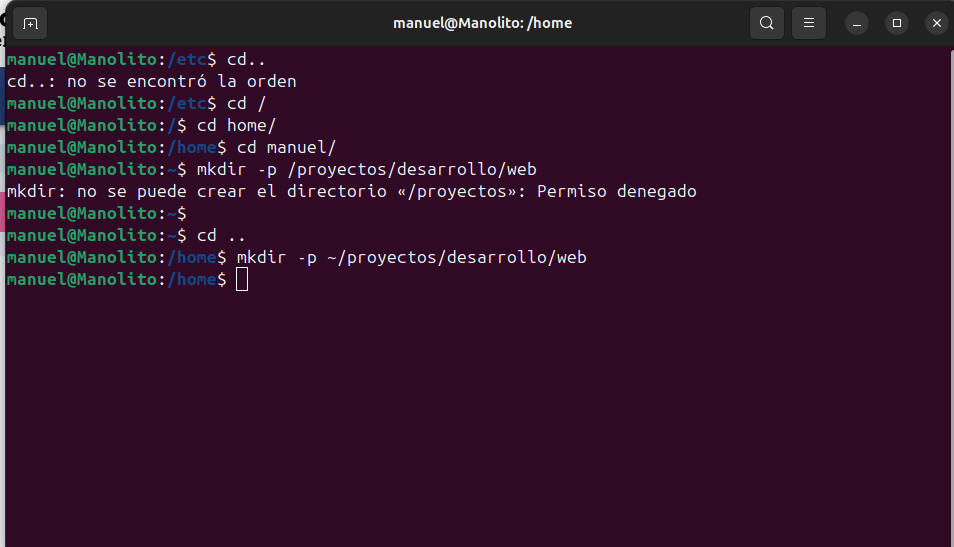 manuel@Manolito: /home
manuel@Manolito:/etc$ cd..
cd..: no se encontró la orden
manuel@Manolito:/etc$ cd /
manuel@Manolito:/$ cd home/
manuel@Manolito:/home$ cd manuel/
manuel@Manolito:~$ mkdir -p /proyectos/desarrollo/web
mkdir: no se puede crear el directorio «/proyectos»: Permiso denegado
manuel@Manolito:~$
manuel@Manolito:~$ cd ..
manuel@Manolito:/home$ mkdir -p ~/proyectos/desarrollo/web
manuel@Manolito:/home$